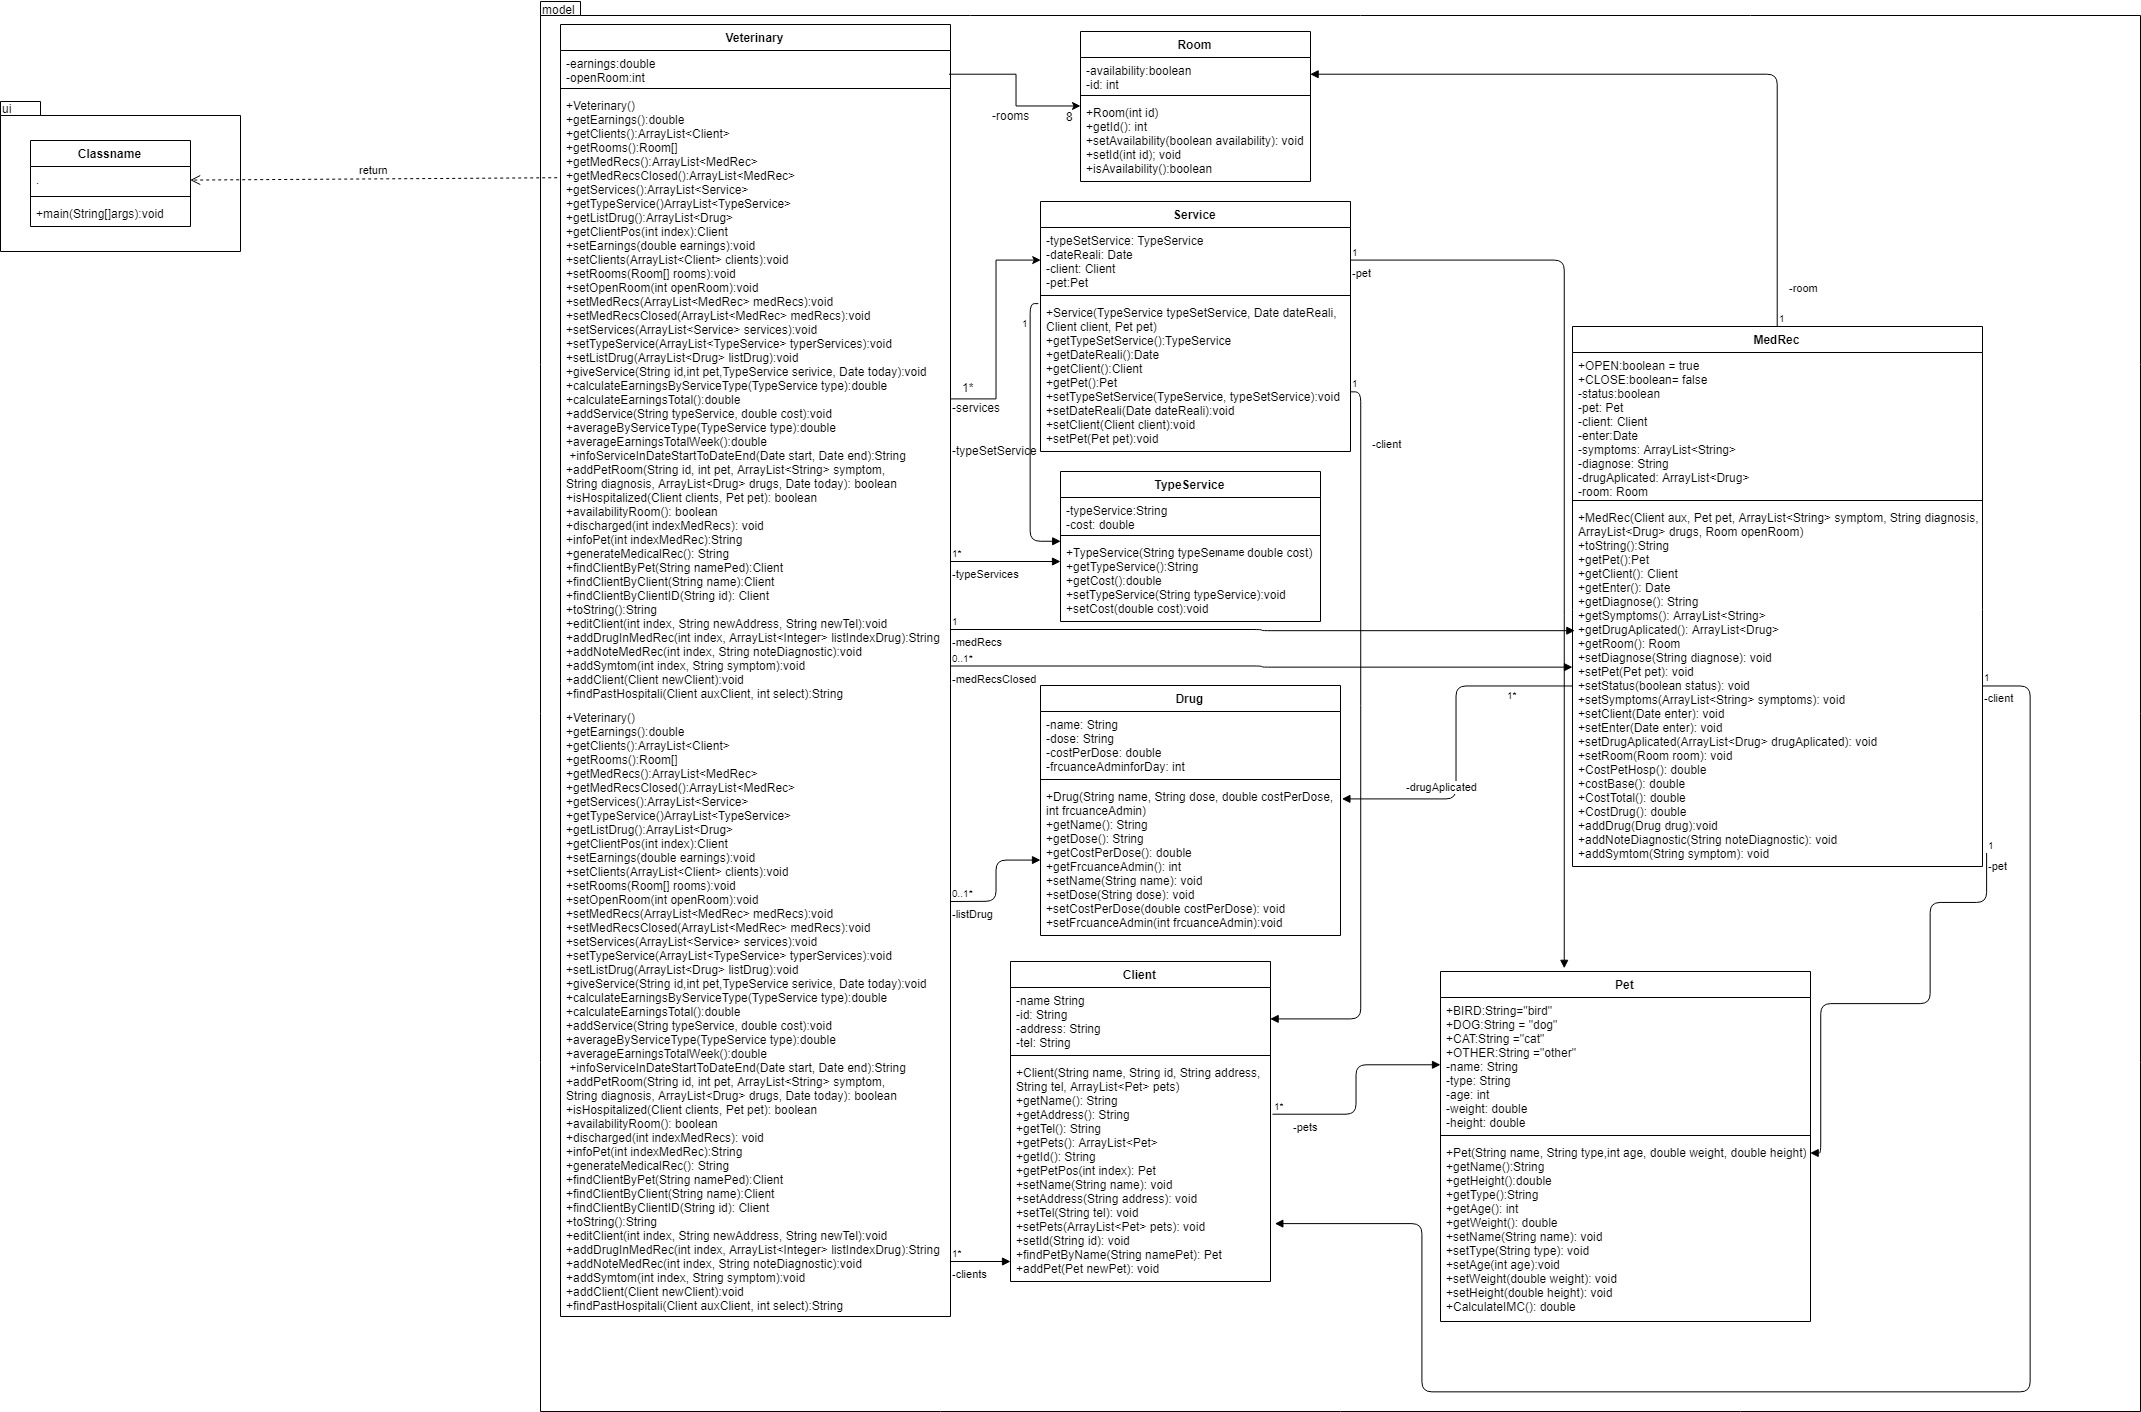 model
ui
Classname
.
+main(String[]args):void
return
Veterinary
-earnings:double
-openRoom:int
+Veterinary()
+getEarnings():double
+getClients():ArrayList<Client>
+getRooms():Room[]
+getMedRecs():ArrayList<MedRec>
+getMedRecsClosed():ArrayList<MedRec>
+getServices():ArrayList<Service>
+getTypeService()ArrayList<TypeService>
+getListDrug():ArrayList<Drug>
+getClientPos(int index):Client
+setEarnings(double earnings):void
+setClients(ArrayList<Client> clients):void
+setRooms(Room[] rooms):void
+setOpenRoom(int openRoom):void
+setMedRecs(ArrayList<MedRec> medRecs):void
+setMedRecsClosed(ArrayList<MedRec> medRecs):void
+setServices(ArrayList<Service> services):void
+setTypeService(ArrayList<TypeService> typerServices):void
+setListDrug(ArrayList<Drug> listDrug):void
+giveService(String id,int pet,TypeService serivice, Date today):void
+calculateEarningsByServiceType(TypeService type):double
+calculateEarningsTotal():double
+addService(String typeService, double cost):void
+averageByServiceType(TypeService type):double
+averageEarningsTotalWeek():double
+infoServiceInDateStartToDateEnd(Date start, Date end):String
+addPetRoom(String id, int pet, ArrayList<String> symptom,
String diagnosis, ArrayList<Drug> drugs, Date today): boolean
+isHospitalized(Client clients, Pet pet): boolean
+availabilityRoom(): boolean
+discharged(int indexMedRecs): void
+infoPet(int indexMedRec):String
+generateMedicalRec(): String
+findClientByPet(String namePed):Client
+findClientByClient(String name):Client
+findClientByClientID(String id): Client
+toString():String
+editClient(int index, String newAddress, String newTel):void
+addDrugInMedRec(int index, ArrayList<Integer> listIndexDrug):String
+addNoteMedRec(int index, String noteDiagnostic):void
+addSymtom(int index, String symptom):void
+addClient(Client newClient):void
+findPastHospitali(Client auxClient, int select):String
+Veterinary()
+getEarnings():double
+getClients():ArrayList<Client>
+getRooms():Room[]
+getMedRecs():ArrayList<MedRec>
+getMedRecsClosed():ArrayList<MedRec>
+getServices():ArrayList<Service>
+getTypeService()ArrayList<TypeService>
+getListDrug():ArrayList<Drug>
+getClientPos(int index):Client
+setEarnings(double earnings):void
+setClients(ArrayList<Client> clients):void
+setRooms(Room[] rooms):void
+setOpenRoom(int openRoom):void
+setMedRecs(ArrayList<MedRec> medRecs):void
+setMedRecsClosed(ArrayList<MedRec> medRecs):void
+setServices(ArrayList<Service> services):void
+setTypeService(ArrayList<TypeService> typerServices):void
+setListDrug(ArrayList<Drug> listDrug):void
+giveService(String id,int pet,TypeService serivice, Date today):void
+calculateEarningsByServiceType(TypeService type):double
+calculateEarningsTotal():double
+addService(String typeService, double cost):void
+averageByServiceType(TypeService type):double
+averageEarningsTotalWeek():double
+infoServiceInDateStartToDateEnd(Date start, Date end):String
+addPetRoom(String id, int pet, ArrayList<String> symptom,
String diagnosis, ArrayList<Drug> drugs, Date today): boolean
+isHospitalized(Client clients, Pet pet): boolean
+availabilityRoom(): boolean
+discharged(int indexMedRecs): void
+infoPet(int indexMedRec):String
+generateMedicalRec(): String
+findClientByPet(String namePed):Client
+findClientByClient(String name):Client
+findClientByClientID(String id): Client
+toString():String
+editClient(int index, String newAddress, String newTel):void
+addDrugInMedRec(int index, ArrayList<Integer> listIndexDrug):String
+addNoteMedRec(int index, String noteDiagnostic):void
+addSymtom(int index, String symptom):void
+addClient(Client newClient):void
+findPastHospitali(Client auxClient, int select):String
-rooms
8
1*
-services
-typeSetService
1
1*
-typeServices
1
-medRecs
0..1*
-medRecsClosed
0..1*
-listDrug
1*
-clients
Room
-availability:boolean
-id: int
+Room(int id)
+getId(): int
+setAvailability(boolean availability): void
+setId(int id); void
+isAvailability():boolean
Service
-typeSetService: TypeService
-dateReali: Date
-client: Client
-pet:Pet
+Service(TypeService typeSetService, Date dateReali,
Client client, Pet pet)
+getTypeSetService():TypeService
+getDateReali():Date
+getClient():Client
+getPet():Pet
+setTypeSetService(TypeService, typeSetService):void
+setDateReali(Date dateReali):void
+setClient(Client client):void
+setPet(Pet pet):void
1
-pet
1
-client
TypeService
-typeService:String
-cost: double
+TypeService(String typeSername double cost)
+getTypeService():String
+getCost():double
+setTypeService(String typeService):void
+setCost(double cost):void
Drug
-name: String
-dose: String
-costPerDose: double
-frcuanceAdminforDay: int
+Drug(String name, String dose, double costPerDose,
int frcuanceAdmin)
+getName(): String
+getDose(): String
+getCostPerDose(): double
+getFrcuanceAdmin(): int
+setName(String name): void
+setDose(String dose): void
+setCostPerDose(double costPerDose): void
+setFrcuanceAdmin(int frcuanceAdmin):void
Client
-name String
-id: String
-address: String
-tel: String
+Client(String name, String id, String address,
String tel, ArrayList<Pet> pets)
+getName(): String
+getAddress(): String
+getTel(): String
+getPets(): ArrayList<Pet>
+getId(): String
+getPetPos(int index): Pet
+setName(String name): void
+setAddress(String address): void
+setTel(String tel): void
+setPets(ArrayList<Pet> pets): void
+setId(String id): void
+findPetByName(String namePet): Pet
+addPet(Pet newPet): void
1*
-pets
-room
1
MedRec
+OPEN:boolean = true
+CLOSE:boolean= false
-status:boolean
-pet: Pet
-client: Client
-enter:Date
-symptoms: ArrayList<String>
-diagnose: String
-drugAplicated: ArrayList<Drug>
-room: Room
+MedRec(Client aux, Pet pet, ArrayList<String> symptom, String diagnosis,
ArrayList<Drug> drugs, Room openRoom)
+toString():String
+getPet():Pet
+getClient(): Client
+getEnter(): Date
+getDiagnose(): String
+getSymptoms(): ArrayList<String>
+getDrugAplicated(): ArrayList<Drug>
+getRoom(): Room
+setDiagnose(String diagnose): void
+setPet(Pet pet): void
+setStatus(boolean status): void
+setSymptoms(ArrayList<String> symptoms): void
+setClient(Date enter): void
+setEnter(Date enter): void
+setDrugAplicated(ArrayList<Drug> drugAplicated): void
+setRoom(Room room): void
+CostPetHosp(): double
+costBase(): double
+CostTotal(): double
+CostDrug(): double
+addDrug(Drug drug):void
+addNoteDiagnostic(String noteDiagnostic): void
+addSymtom(String symptom): void
1*
-drugAplicated
1
-client
1
-pet
Pet
+BIRD:String="bird"
+DOG:String = "dog"
+CAT:String ="cat"
+OTHER:String ="other"
-name: String
-type: String
-age: int
-weight: double
-height: double
+Pet(String name, String type,int age, double weight, double height)
+getName():String
+getHeight():double
+getType():String
+getAge(): int
+getWeight(): double
+setName(String name): void
+setType(String type): void
+setAge(int age):void
+setWeight(double weight): void
+setHeight(double height): void
+CalculateIMC(): double